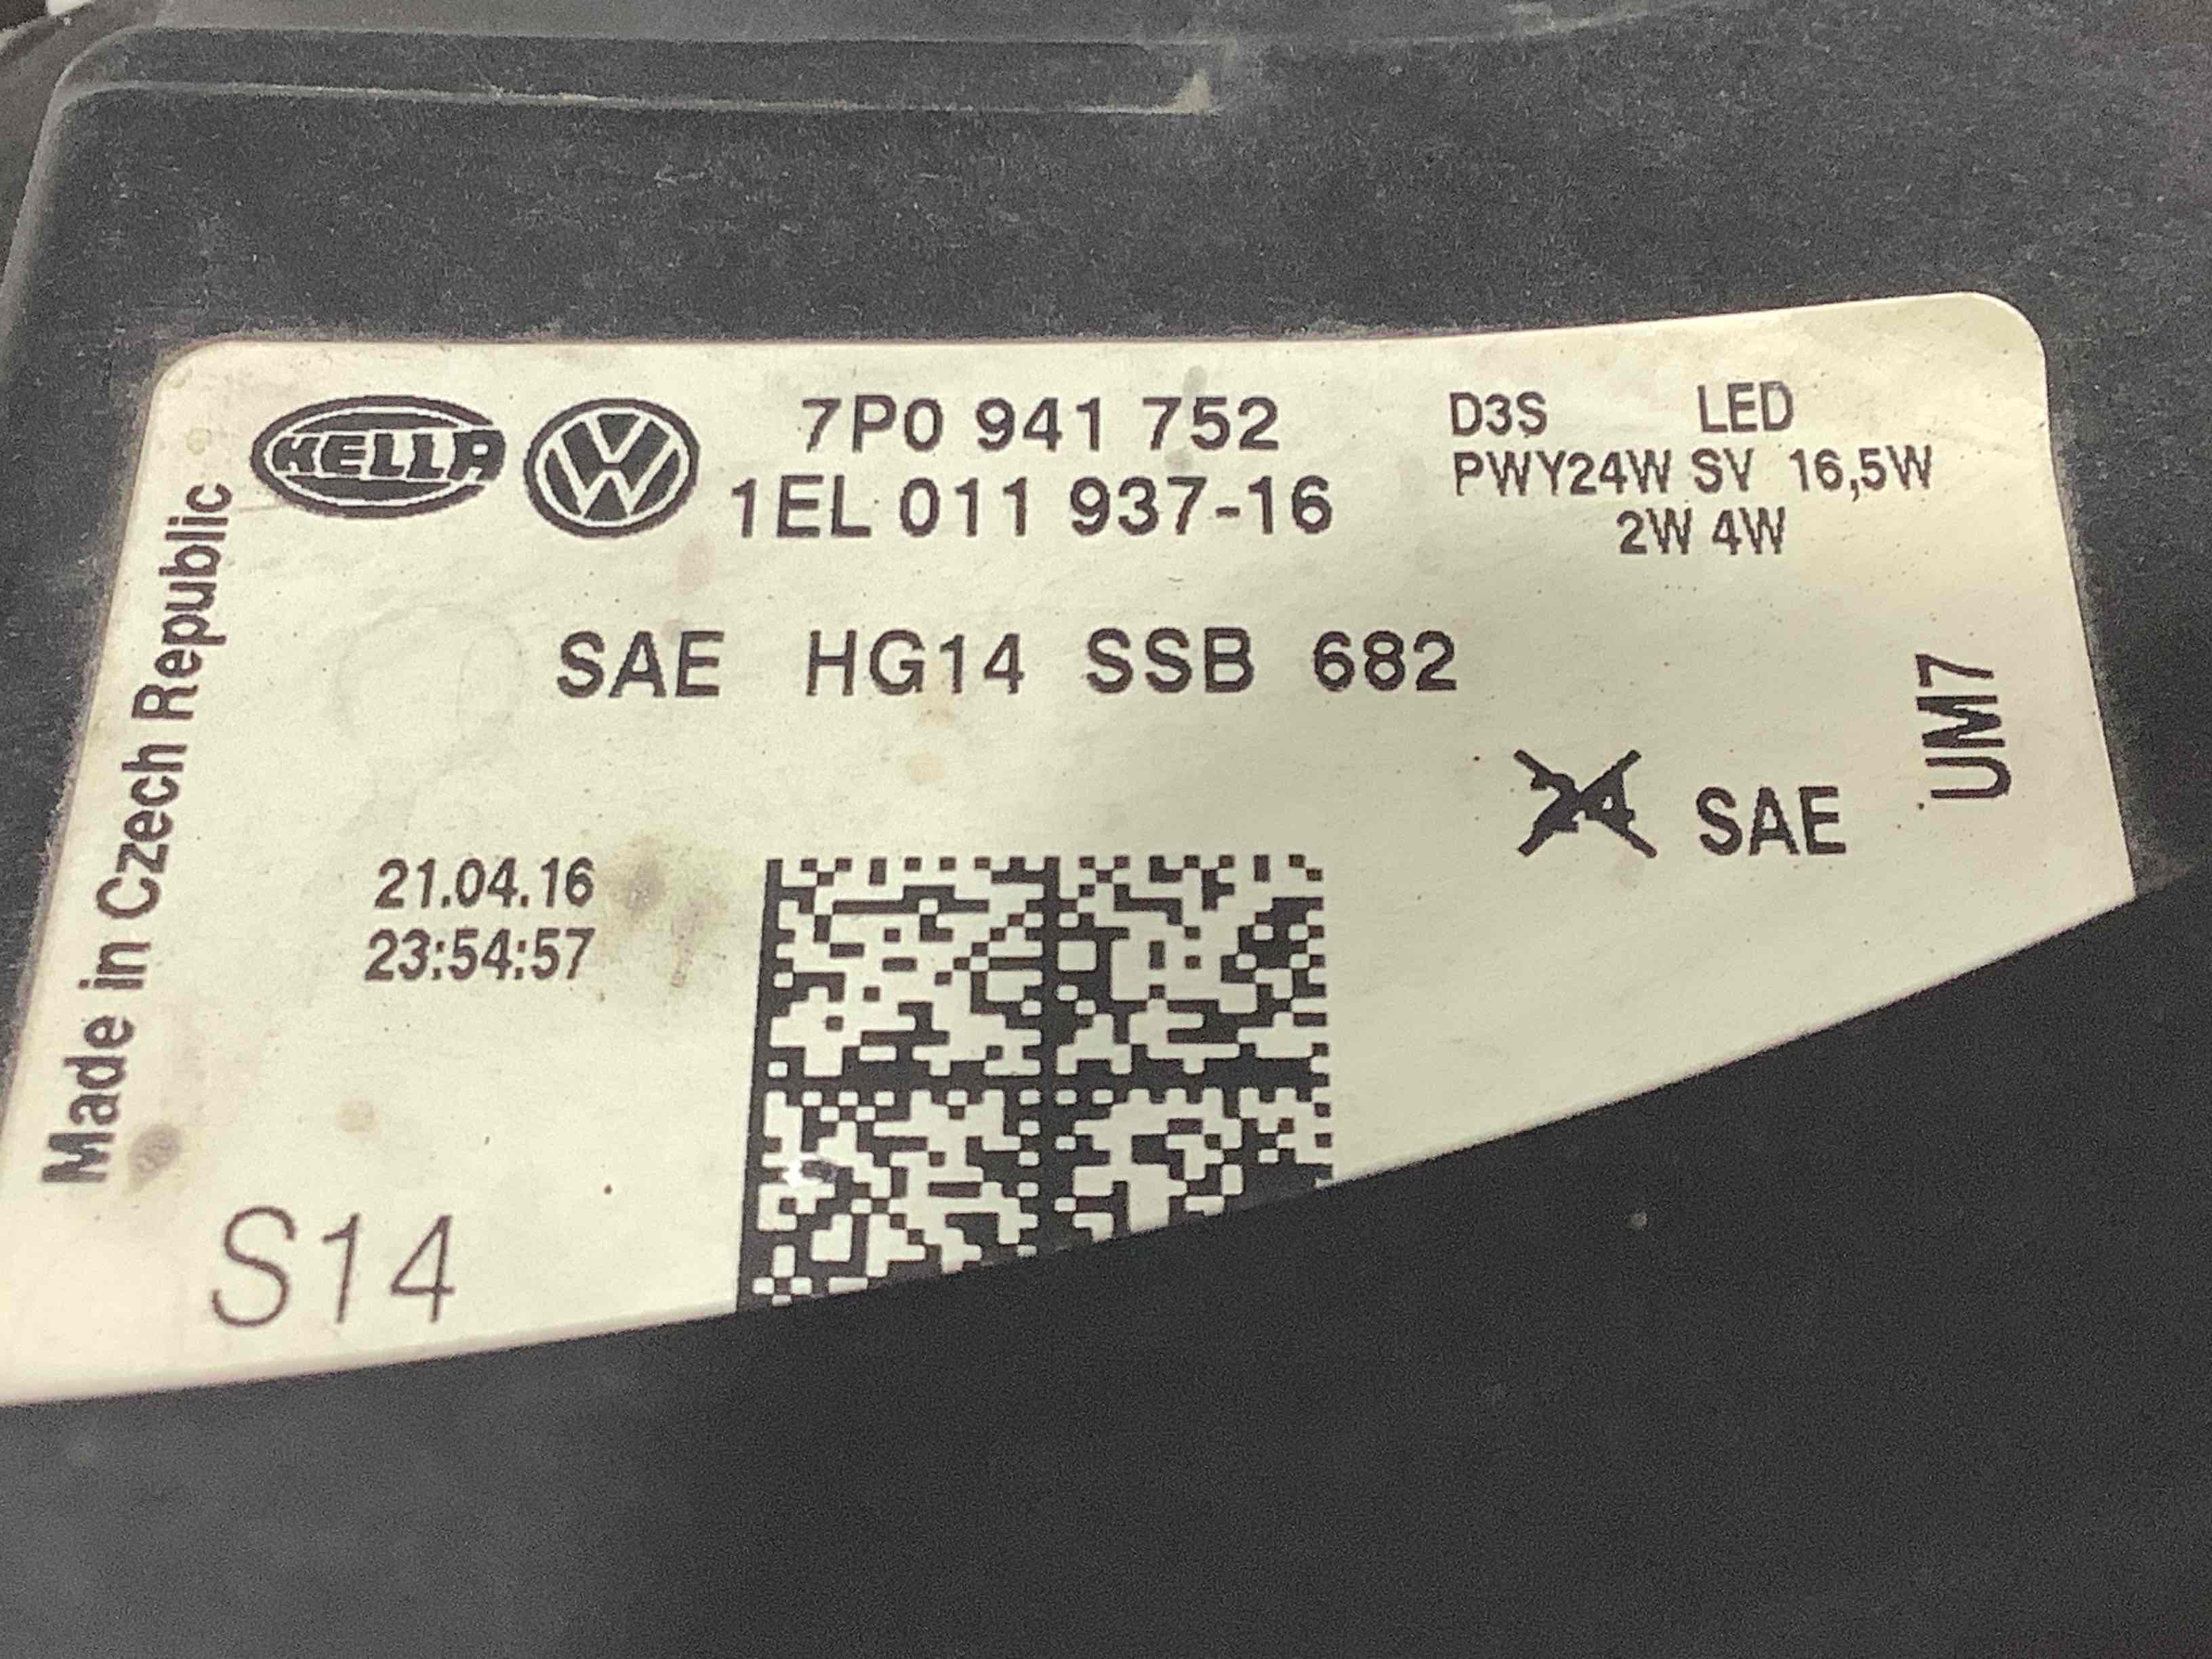 HELLA
7P0 941 752
1EL 011 937-16
D3S LED
PWY24W SV 16,5W
2W 4W
SAE HG14 SSB 682
24 SAE
UM7
Made in Czech Republic
21.04.16
23:54:57
S14